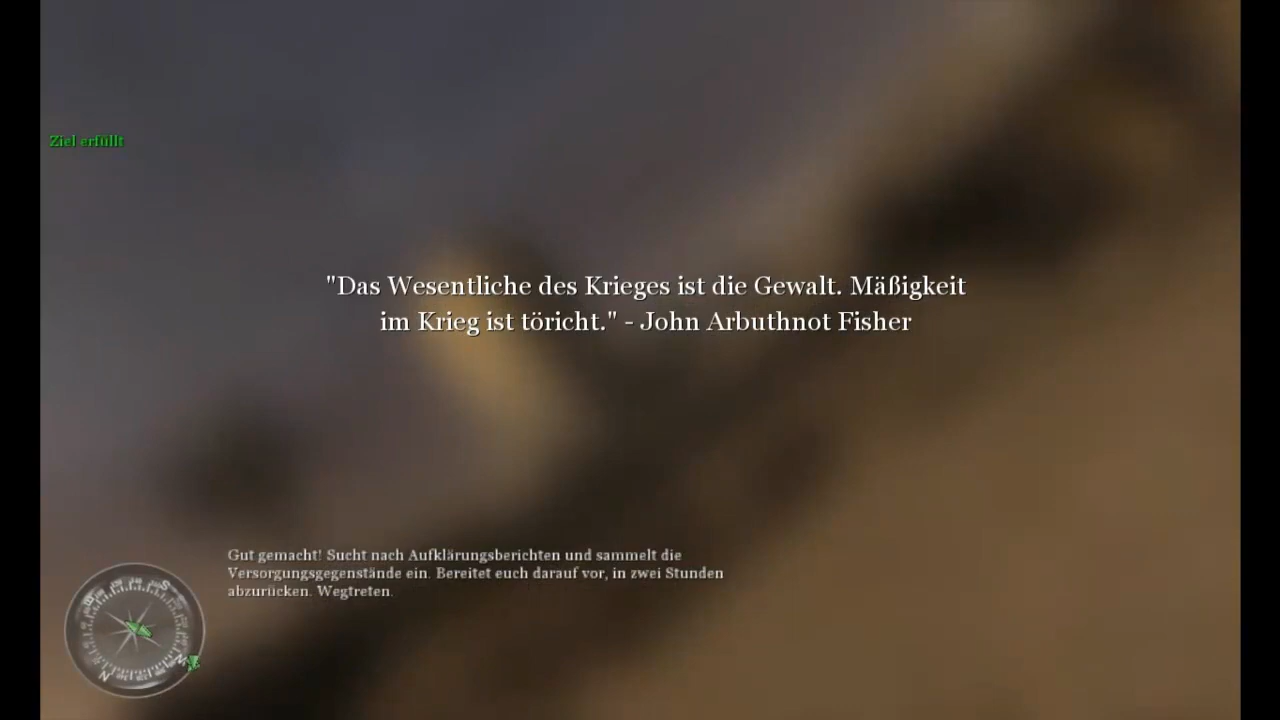 Ziel erfüllt
"Das Wesentliche des Krieges ist die Gewalt. Mäßigkeit
im Krieg ist töricht." - John Arbuthnot Fisher
Gut gemacht! Sucht nach Aufklärungsberichten und sammelt die
Versorgungsgegenstände ein. Bereitet euch darauf vor, in zwei Stunden
abzurücken. Wegtreten.
S
W
N